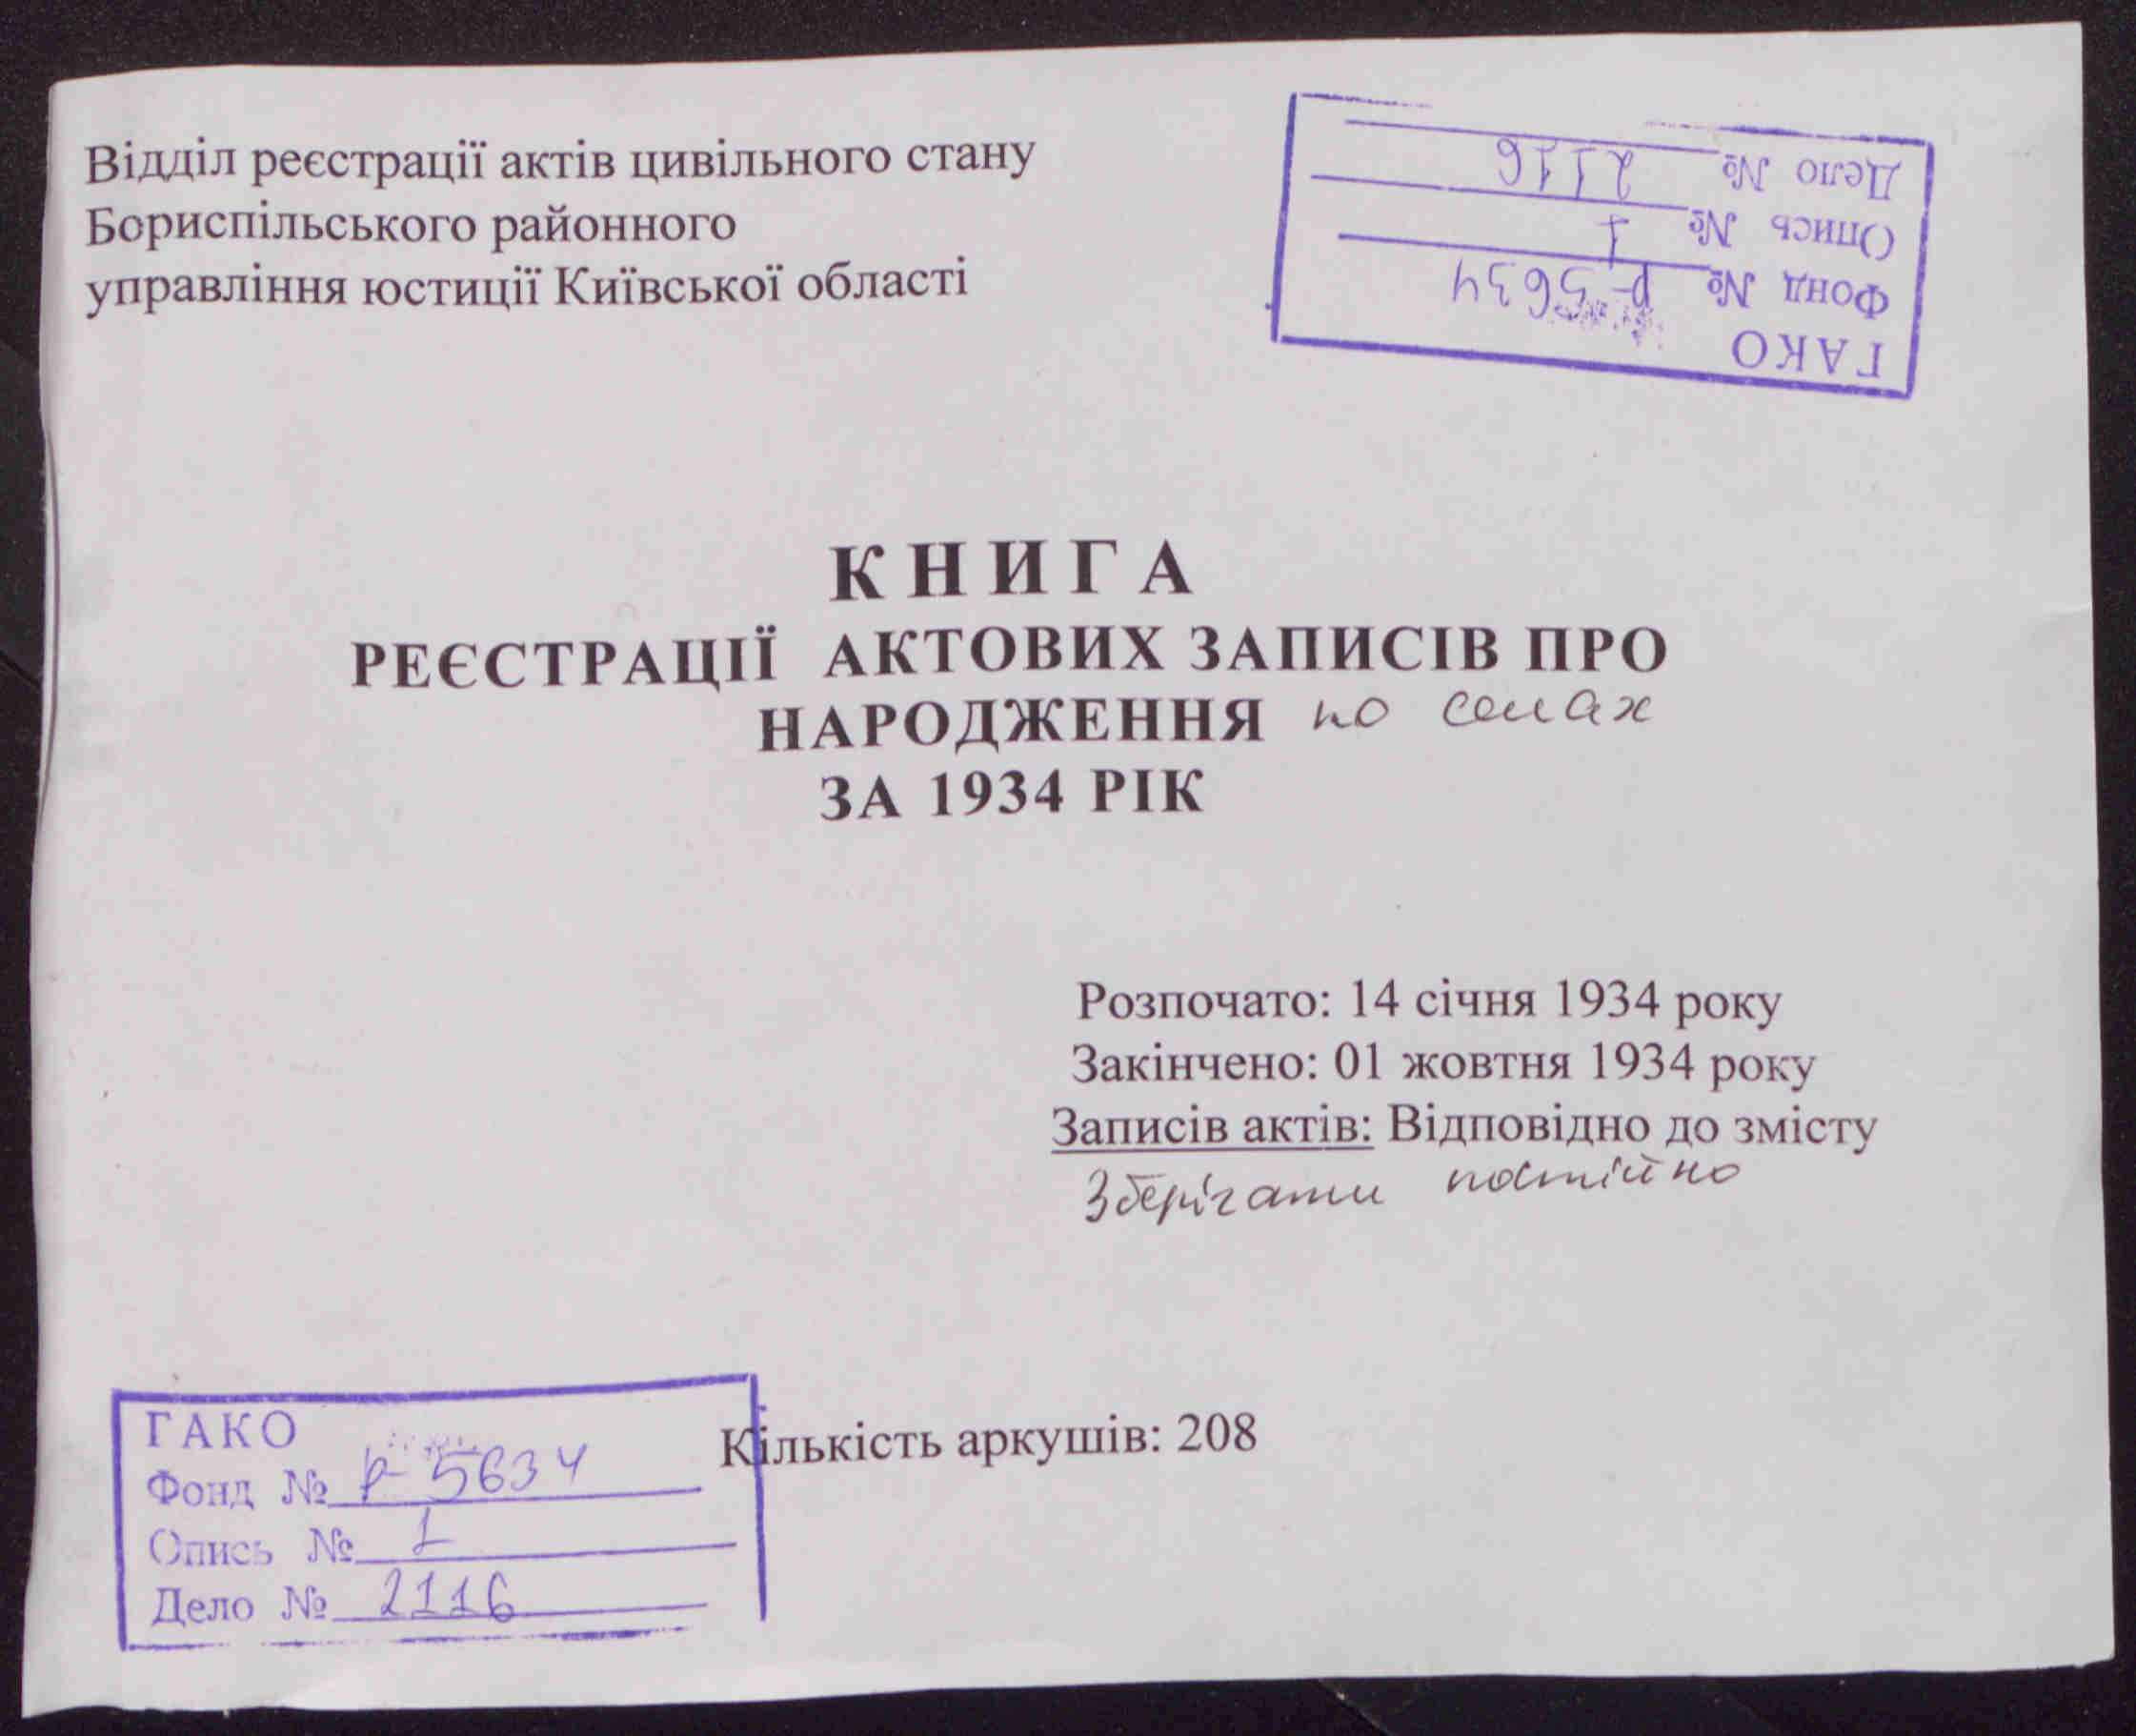 Відділ реєстрації актів цивільного стану
Бориспільського районного
управління юстиції Київської області
ГАКО
Фонд № Р-5634
Опись № 1
Дело № 2116
КНИГА
РЕЄСТРАЦІЇ АКТОВИХ ЗАПИСІВ ПРО
НАРОДЖЕННЯ по селах
ЗА 1934 РІК
Розпочато: 14 січня 1934 року
Закінчено: 01 жовтня 1934 року
Записів актів: Відповідно до змісту
Зберігати постійно
Кількість аркушів: 208
ГАКО
Фонд № Р-5634
Опись № 1
Дело № 2116